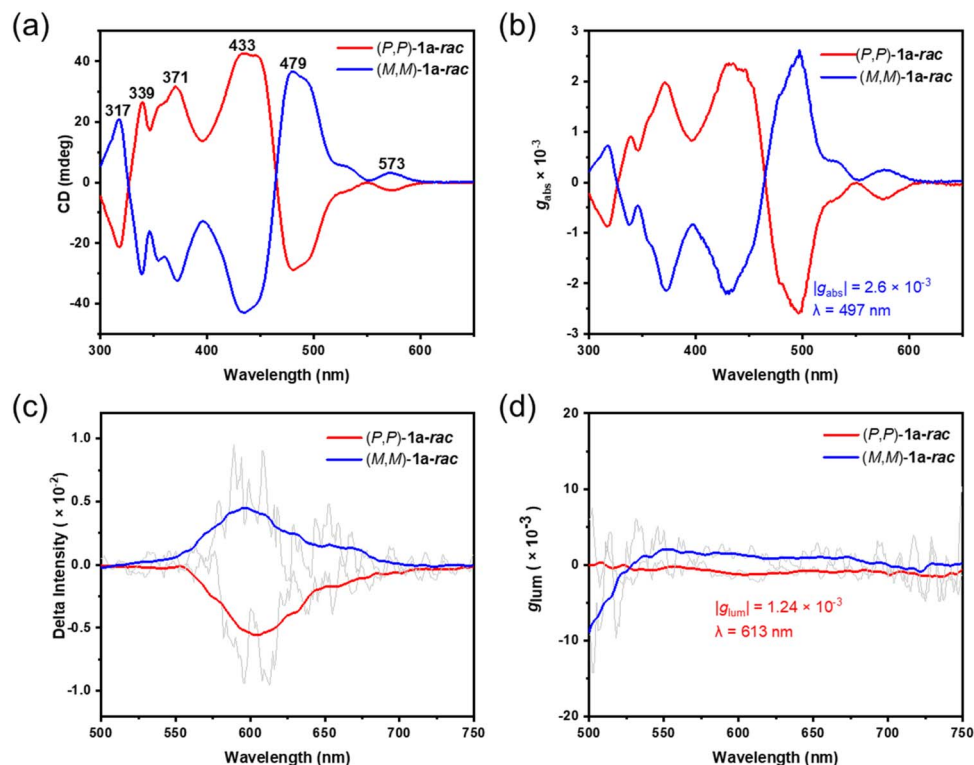 (a)
433
(P,P)-1a-rac
(M,M)-1a-rac
479
371
339
317
573
40
20
0
-20
-40
CD (mdeg)
300
400
500
600
Wavelength (nm)
(b)
(P,P)-1a-rac
(M,M)-1a-rac
3
2
1
0
-1
-2
-3
gabs × 10-3
|gabs| = 2.6 × 10-3
λ = 497 nm
300
400
500
600
Wavelength (nm)
(c)
(P,P)-1a-rac
(M,M)-1a-rac
1.0
0.5
0.0
-0.5
-1.0
Delta Intensity ( × 10-2)
500
550
600
650
700
750
Wavelength (nm)
(d)
(P,P)-1a-rac
(M,M)-1a-rac
20
10
0
-10
-20
glum ( × 10-3)
|glum| = 1.24 × 10-3
λ = 613 nm
500
550
600
650
700
750
Wavelength (nm)